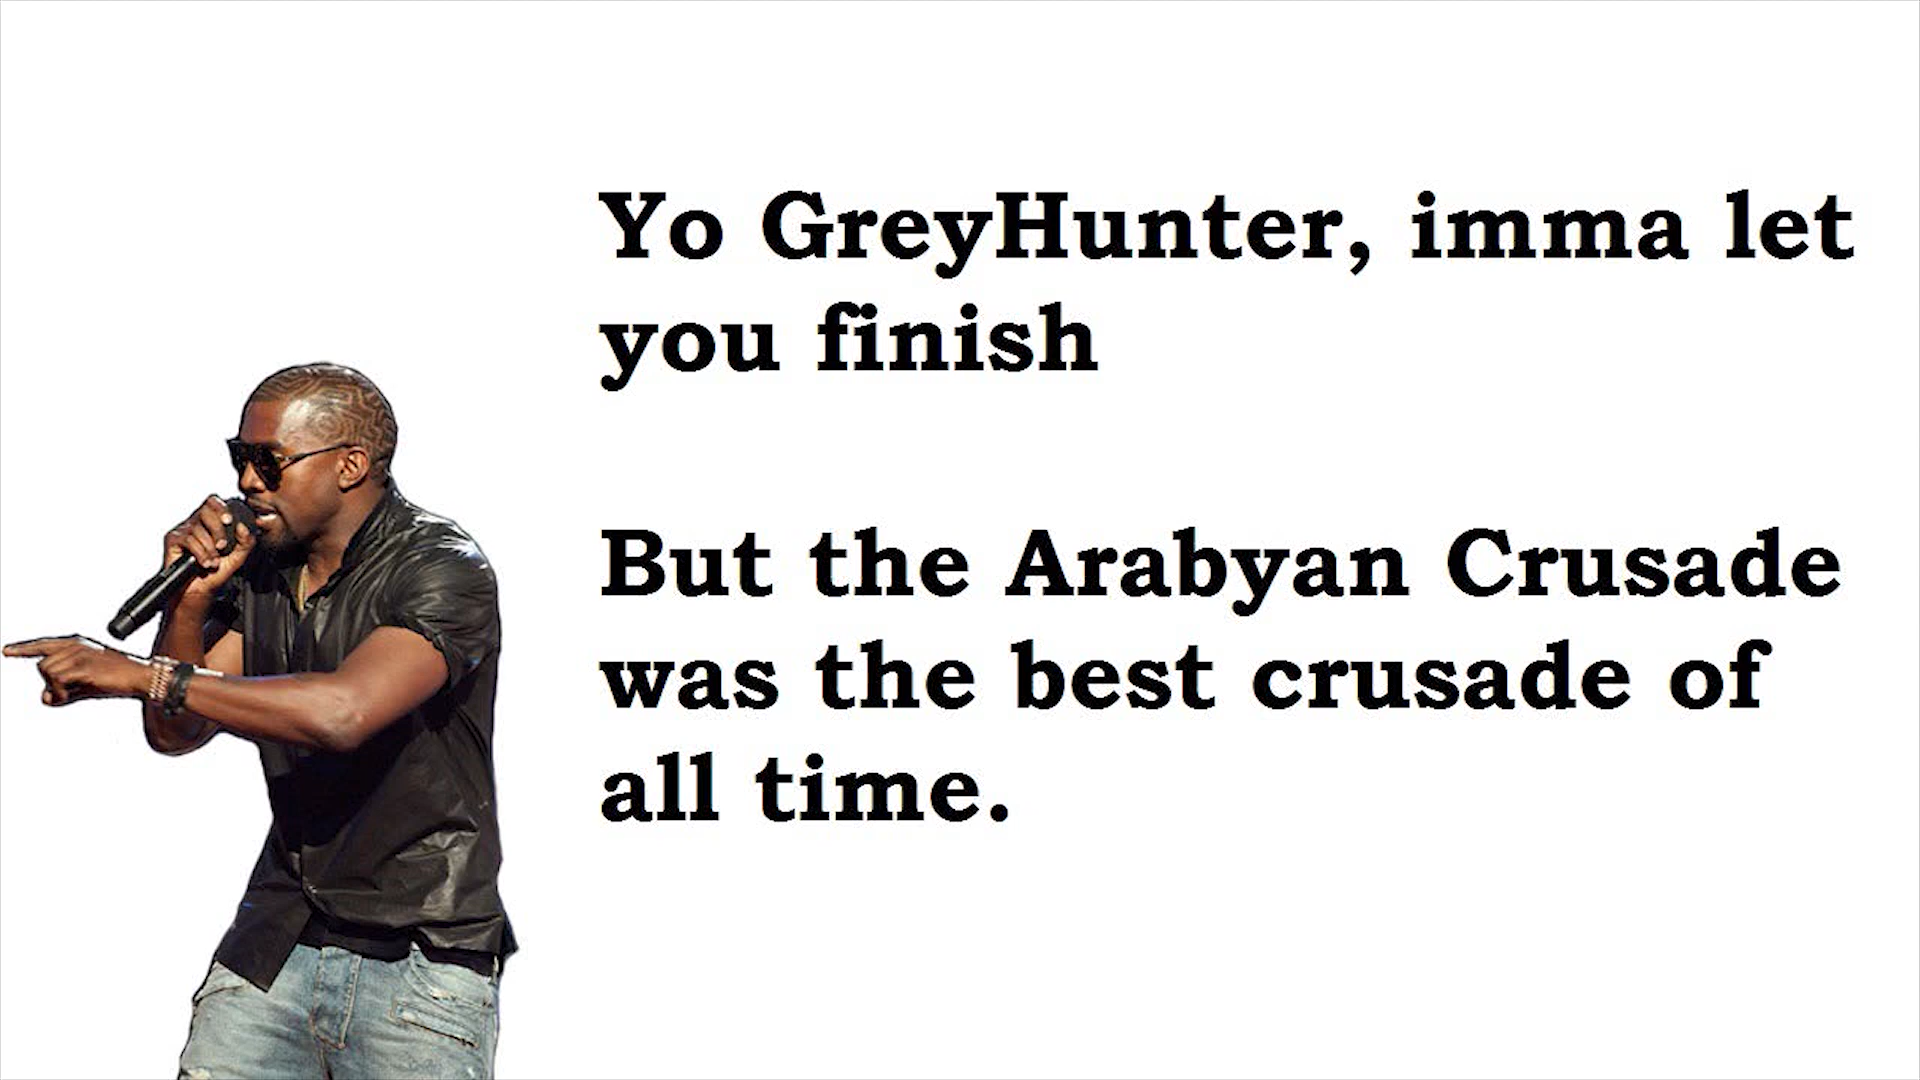 Yo GreyHunter, imma let
you finish
But the Arabyan Crusade
was the best crusade of
all time.